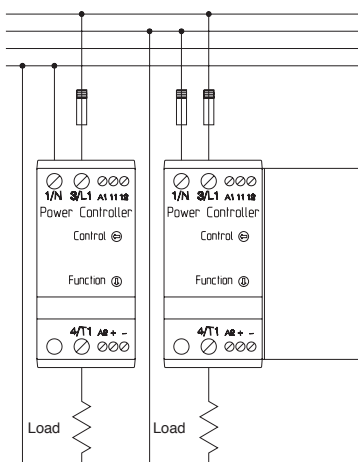 1/N 3/L1 A1 11 12
Power Controller
Control
Function
4/T1 A2 + -
Load
1/N 3/L1 A1 11 12
Power Controller
Control
Function
4/T1 A2 + -
Load